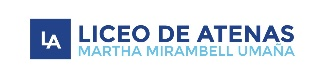 LA
LICEO DE ATENAS
MARTHA MIRAMBELL UMAÑA